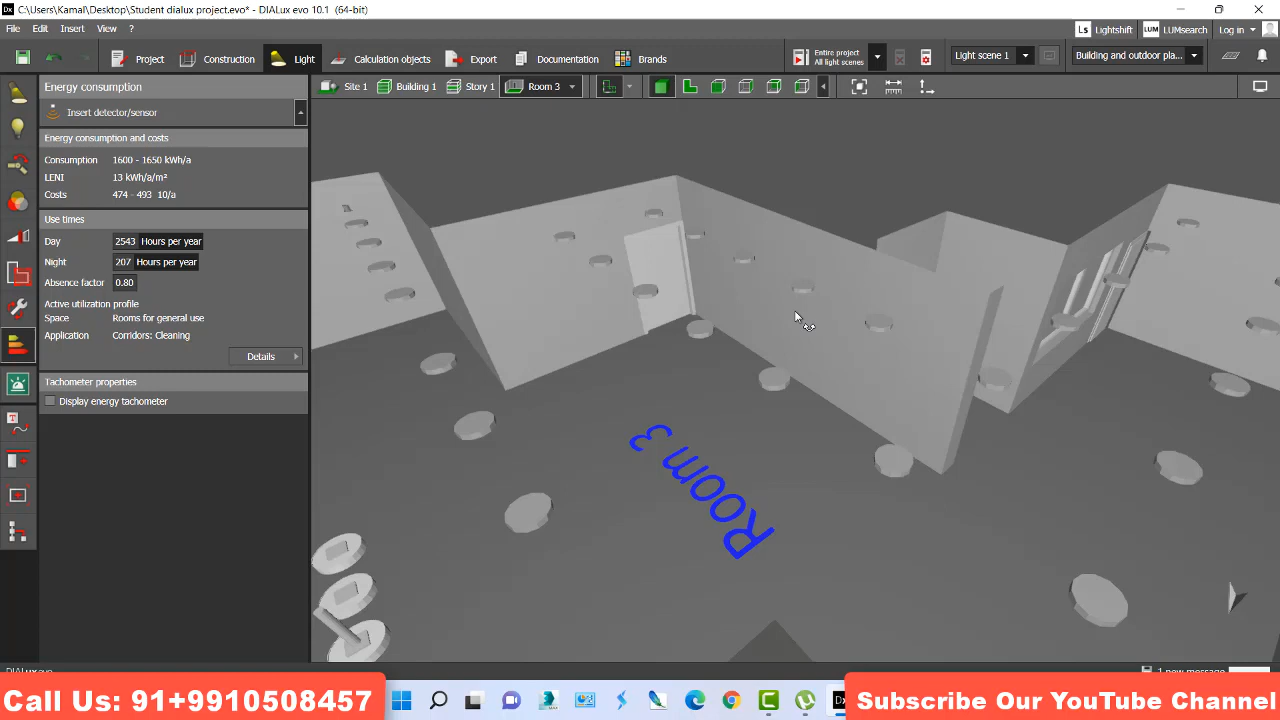 C:\Users\Kamal\Desktop\Student dialux project.evo* - DIALux evo 10.1 (64-bit)
File Edit Insert View ?
Lightshift LUMsearch Log in
Project Construction Light Calculation objects Export Documentation Brands
Entire project
All light scenes
Light scene 1
Building and outdoor pla...
Energy consumption
Site 1 Building 1 Story 1 Room 3
Insert detector/sensor
Energy consumption and costs
Consumption 1600 - 1650 kWh/a
LENI 13 kWh/a/m²
Costs 474 - 493 10/a
Use times
Day 2543 Hours per year
Night 207 Hours per year
Absence factor 0.80
Active utilization profile
Space Rooms for general use
Application Corridors: Cleaning
Details
Tachometer properties
Display energy tachometer
Room 3
1 new message
Call Us: 91+9910508457
Subscribe Our YouTube Channel